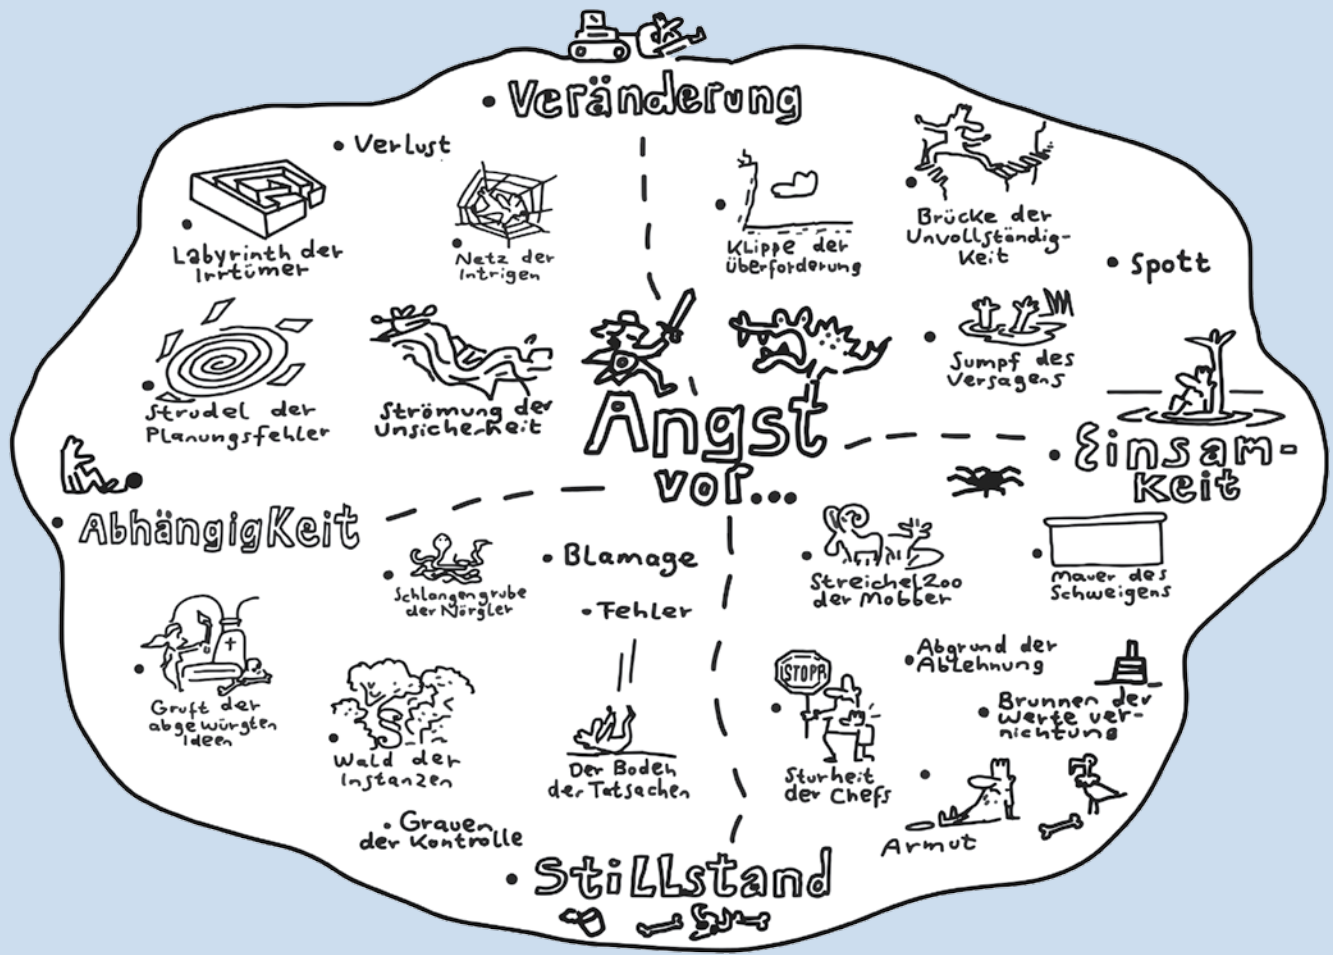 • Veränderung
• Verlust
• Labyrinth der
Irrtümer
• Netz der
Intrigen
• Klippe der
Überforderung
• Brücke der
Unvollständig-
keit
• Spott
• Strudel der
Planungsfehler
Strömung der
Unsicherheit
• Sumpf des
Versagens
Angst
vor...
• Einsam-
keit
• Abhängigkeit
• Schlangengrube
der Nörgler
• Blamage
• Fehler
• Streichelzoo
der Mobber
• Mauer des
Schweigens
• Gruft der
abgewürgten
Ideen
• Wald der
Instanzen
Der Boden
der Tatsachen
STOPP
• Sturheit
der Chefs
• Abgrund der
Ablehnung
• Brunnen der
Werte ver-
nichtung
• Armut
• Grauen
der Kontrolle
• Stillstand